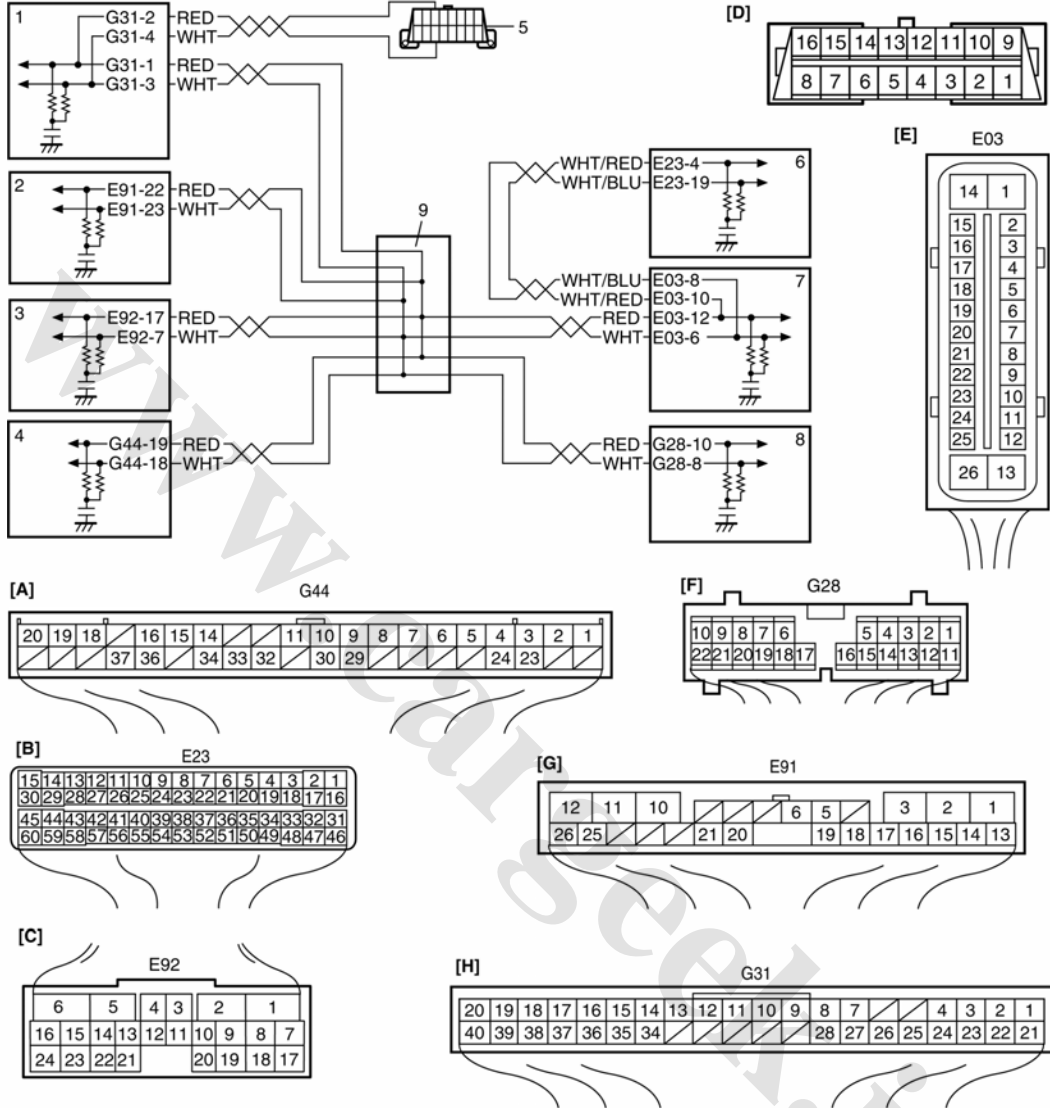 1
G31-2 RED
G31-4 WHT
G31-1 RED
G31-3 WHT
5
2
E91-22 RED
E91-23 WHT
3
E92-17 RED
E92-7 WHT
4
G44-19 RED
G44-18 WHT
9
WHT/RED E23-4 6
WHT/BLU E23-19
WHT/BLU E03-8 7
WHT/RED E03-10
RED E03-12
WHT E03-6
RED G28-10 8
WHT G28-8
[D]
16 15 14 13 12 11 10 9
8 7 6 5 4 3 2 1
[E] E03
14 1
15 2
16 3
17 4
18 5
19 6
20 7
21 8
22 9
23 10
24 11
25 12
26 13
[A] G44
20 19 18 16 15 14 11 10 9 8 7 6 5 4 3 2 1
37 36 34 33 32 30 29 24 23
[F] G28
10 9 8 7 6 5 4 3 2 1
22 21 20 19 18 17 16 15 14 13 12 11
[B] E23
15 14 13 12 11 10 9 8 7 6 5 4 3 2 1
30 29 28 27 26 25 24 23 22 21 20 19 18 17 16
45 44 43 42 41 40 39 38 37 36 35 34 33 32 31
60 59 58 57 56 55 54 53 52 51 50 49 48 47 46
[G] E91
12 11 10 6 5 3 2 1
26 25 21 20 19 18 17 16 15 14 13
[C] E92
6 5 4 3 2 1
16 15 14 13 12 11 10 9 8 7
24 23 22 21 20 19 18 17
[H] G31
20 19 18 17 16 15 14 13 12 11 10 9 8 7 4 3 2 1
40 39 38 37 36 35 34 28 27 26 25 24 23 22 21
www.cargeek.